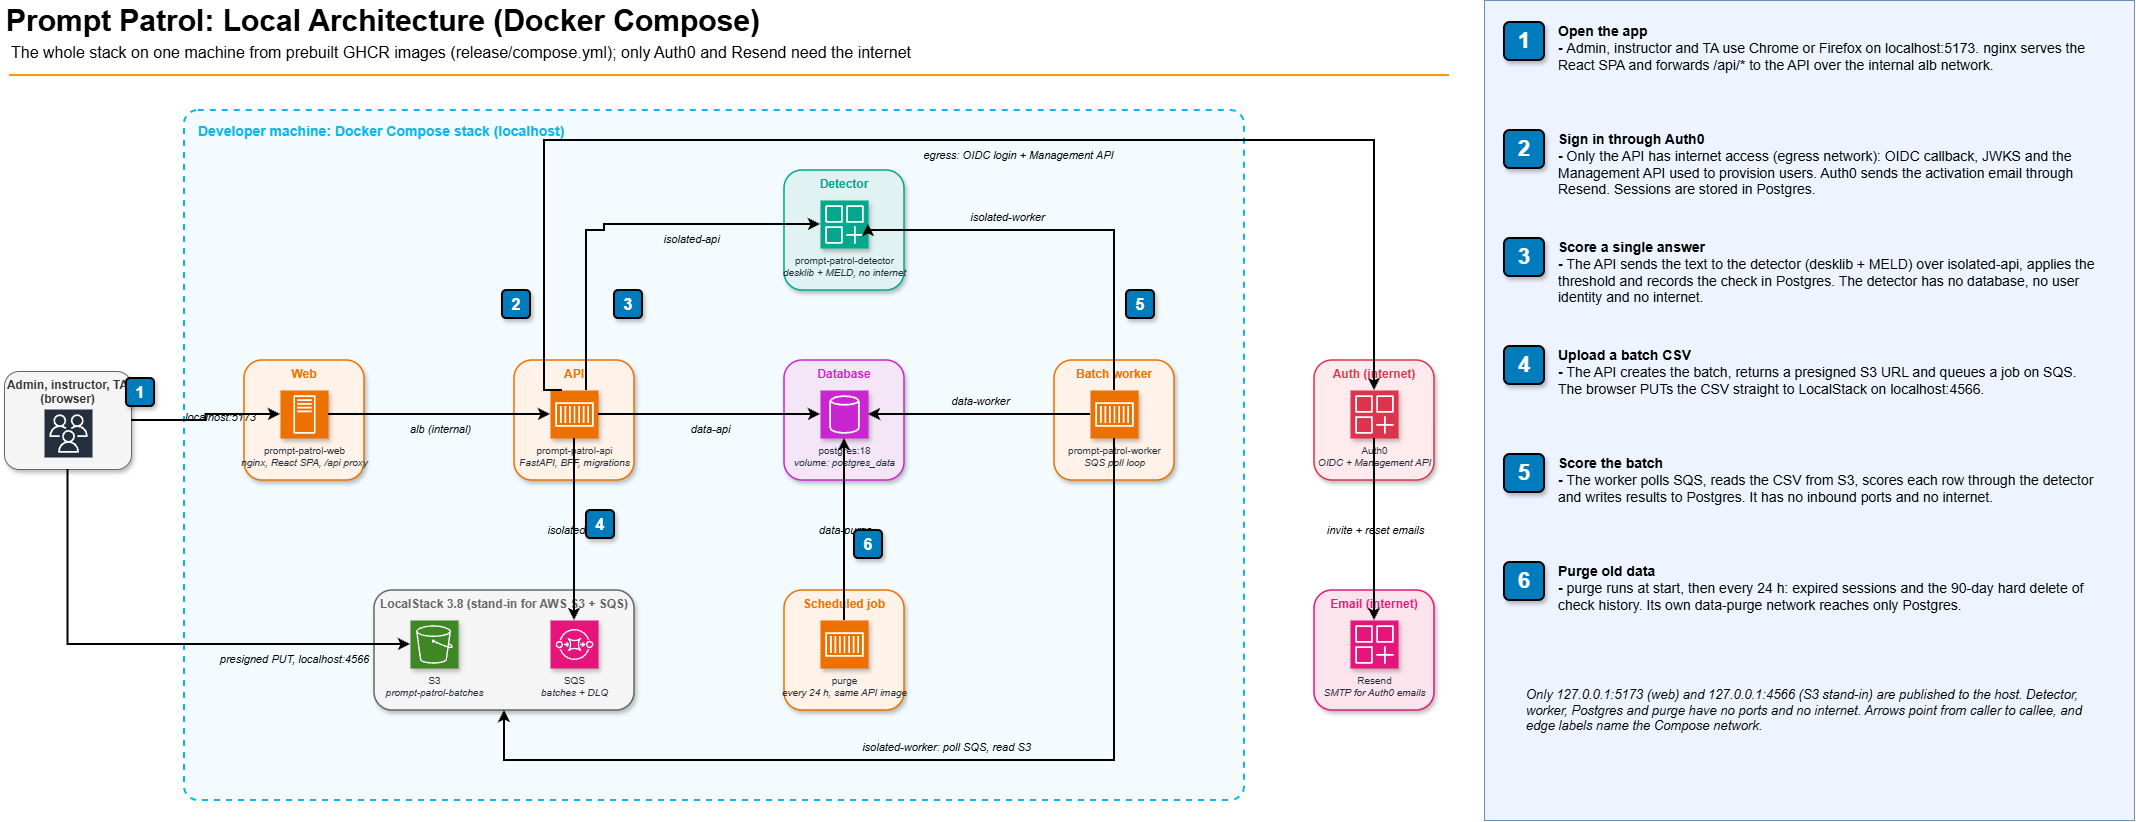 Prompt Patrol: Local Architecture (Docker Compose)
The whole stack on one machine from prebuilt GHCR images (release/compose.yml); only Auth0 and Resend need the internet
Developer machine: Docker Compose stack (localhost)
egress: OIDC login + Management API
Detector
prompt-patrol-detector
desklib + MELD, no internet
isolated-api
isolated-worker
2
3
5
Admin, instructor, TA
(browser)
1
localhost:5173
Web
prompt-patrol-web
nginx, React SPA, /api proxy
alb (internal)
API
prompt-patrol-api
FastAPI, BFF, migrations
data-api
Database
postgres:18
volume: postgres_data
data-worker
Batch worker
prompt-patrol-worker
SQS poll loop
Auth (internet)
Auth0
OIDC + Management API
isolated
4
data-purge
6
invite + reset emails
LocalStack 3.8 (stand-in for AWS S3 + SQS)
S3
prompt-patrol-batches
SQS
batches + DLQ
presigned PUT, localhost:4566
Scheduled job
purge
every 24 h, same API image
Email (internet)
Resend
SMTP for Auth0 emails
isolated-worker: poll SQS, read S3
1
Open the app
- Admin, instructor and TA use Chrome or Firefox on localhost:5173. nginx serves the
React SPA and forwards /api/* to the API over the internal alb network.
2
Sign in through Auth0
- Only the API has internet access (egress network): OIDC callback, JWKS and the
Management API used to provision users. Auth0 sends the activation email through
Resend. Sessions are stored in Postgres.
3
Score a single answer
- The API sends the text to the detector (desklib + MELD) over isolated-api, applies the
threshold and records the check in Postgres. The detector has no database, no user
identity and no internet.
4
Upload a batch CSV
- The API creates the batch, returns a presigned S3 URL and queues a job on SQS.
The browser PUTs the CSV straight to LocalStack on localhost:4566.
5
Score the batch
- The worker polls SQS, reads the CSV from S3, scores each row through the detector
and writes results to Postgres. It has no inbound ports and no internet.
6
Purge old data
- purge runs at start, then every 24 h: expired sessions and the 90-day hard delete of
check history. Its own data-purge network reaches only Postgres.
Only 127.0.0.1:5173 (web) and 127.0.0.1:4566 (S3 stand-in) are published to the host. Detector,
worker, Postgres and purge have no ports and no internet. Arrows point from caller to callee, and
edge labels name the Compose network.